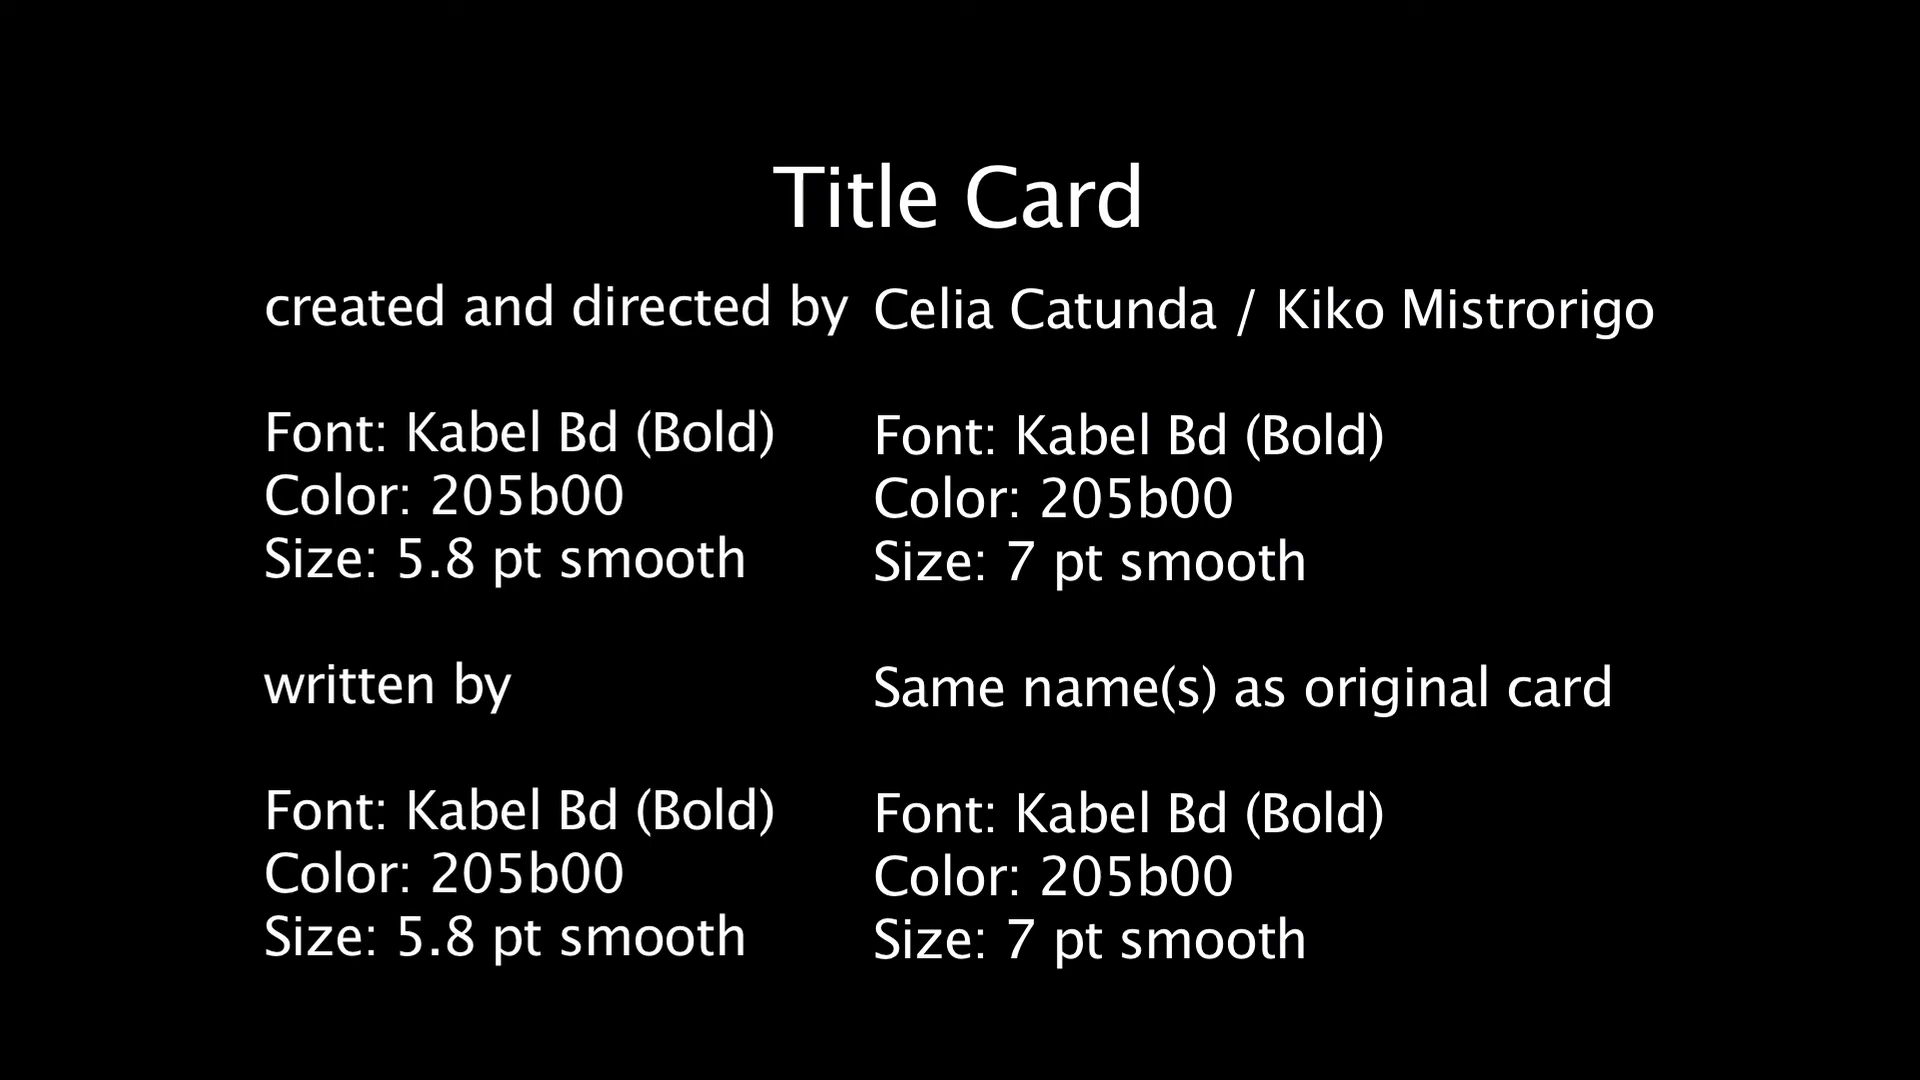 Title Card
created and directed by Celia Catunda / Kiko Mistrorigo
Font: Kabel Bd (Bold) Font: Kabel Bd (Bold)
Color: 205b00 Color: 205b00
Size: 5.8 pt smooth Size: 7 pt smooth
written by Same name(s) as original card
Font: Kabel Bd (Bold) Font: Kabel Bd (Bold)
Color: 205b00 Color: 205b00
Size: 5.8 pt smooth Size: 7 pt smooth